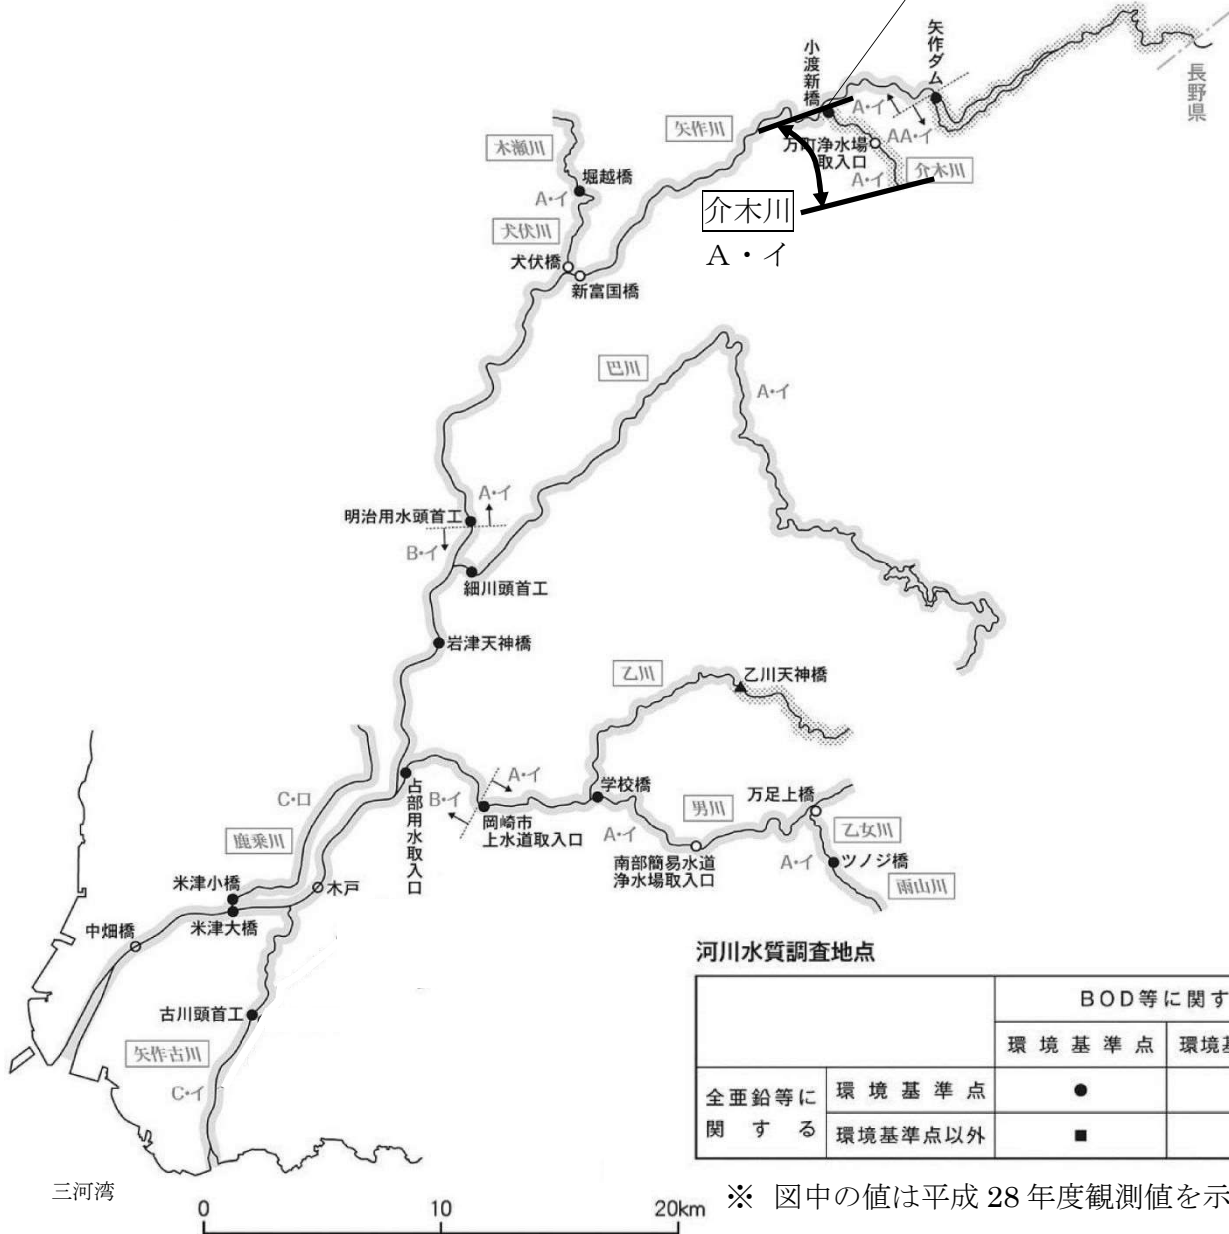 小渡新橋
矢作ダム
長野県
A・イ
AA・イ
矢作川
方町浄水場
取入口
A・イ
介木川
介木川
A・イ
木瀬川
堀越橋
A・イ
犬伏川
犬伏橋
新富国橋
巴川
A・イ
A・イ
明治用水頭首工
B・イ
細川頭首工
岩津天神橋
乙川
乙川天神橋
A・イ
B・イ
学校橋
岡崎市
上水道取入口
占部用水取入口
C・ロ
鹿乗川
男川
万足上橋
A・イ
乙女川
南部簡易水道
浄水場取入口
A・イ
ツノジ橋
雨山川
米津小橋
木戸
中畑橋
米津大橋
古川頭首工
矢作古川
C・イ
三河湾
0 10 20km
河川水質調査地点
BOD等に関す
環境基準点 環境基
全亜鉛等に
関する
環境基準点 ●
環境基準点以外 ■
※ 図中の値は平成 28 年度観測値を示